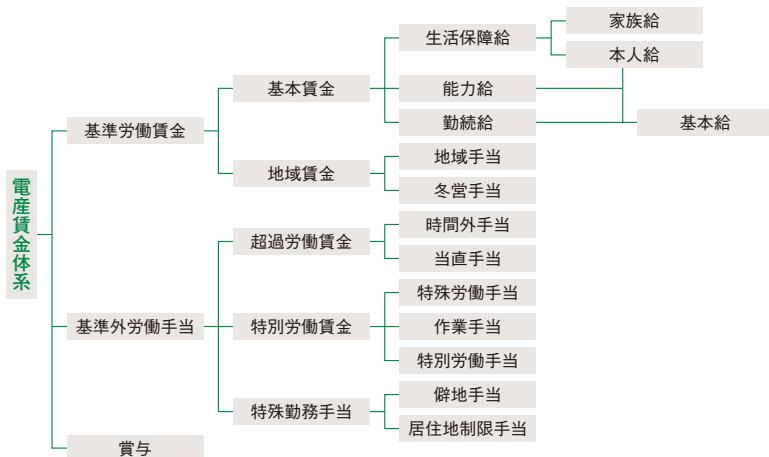 電産賃金体系
基準労働賃金
基本賃金
生活保障給
家族給
本人給
能力給
勤続給
基本給
地域賃金
地域手当
冬営手当
基準外労働手当
超過労働賃金
時間外手当
当直手当
特別労働賃金
特殊労働手当
作業手当
特別労働手当
特殊勤務手当
僻地手当
居住地制限手当
賞与